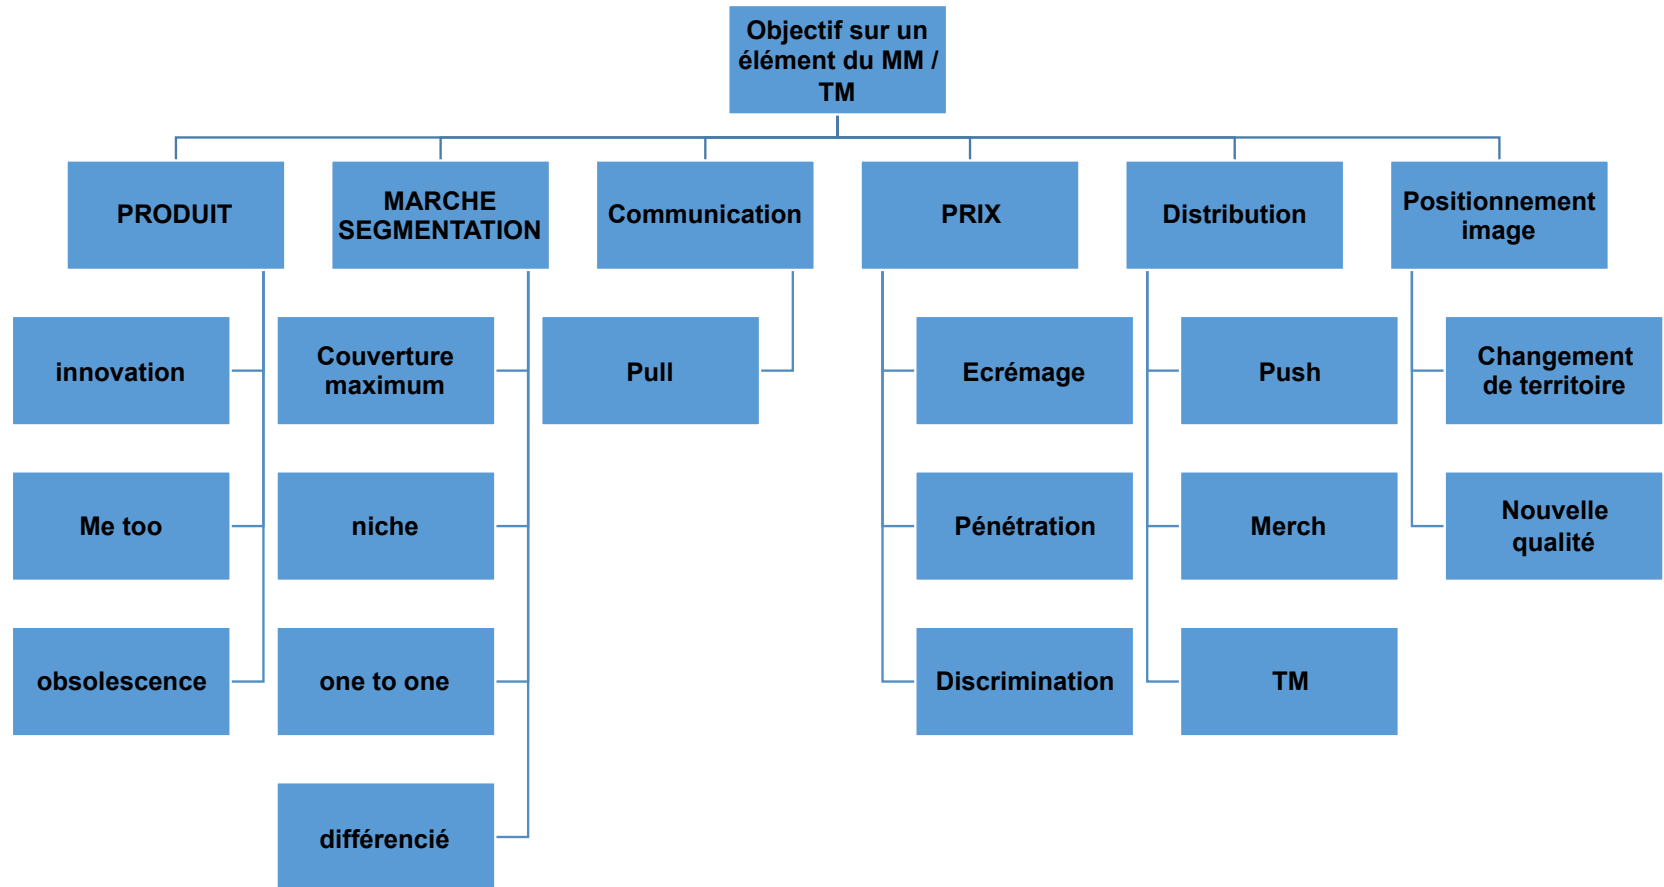 Objectif sur un
élément du MM /
TM
PRODUIT
MARCHE
SEGMENTATION
Communication
PRIX
Distribution
Positionnement
image
innovation
Couverture
maximum
Pull
Ecrémage
Push
Changement
de territoire
Me too
niche
Pénétration
Merch
Nouvelle
qualité
obsolescence
one to one
Discrimination
TM
différencié